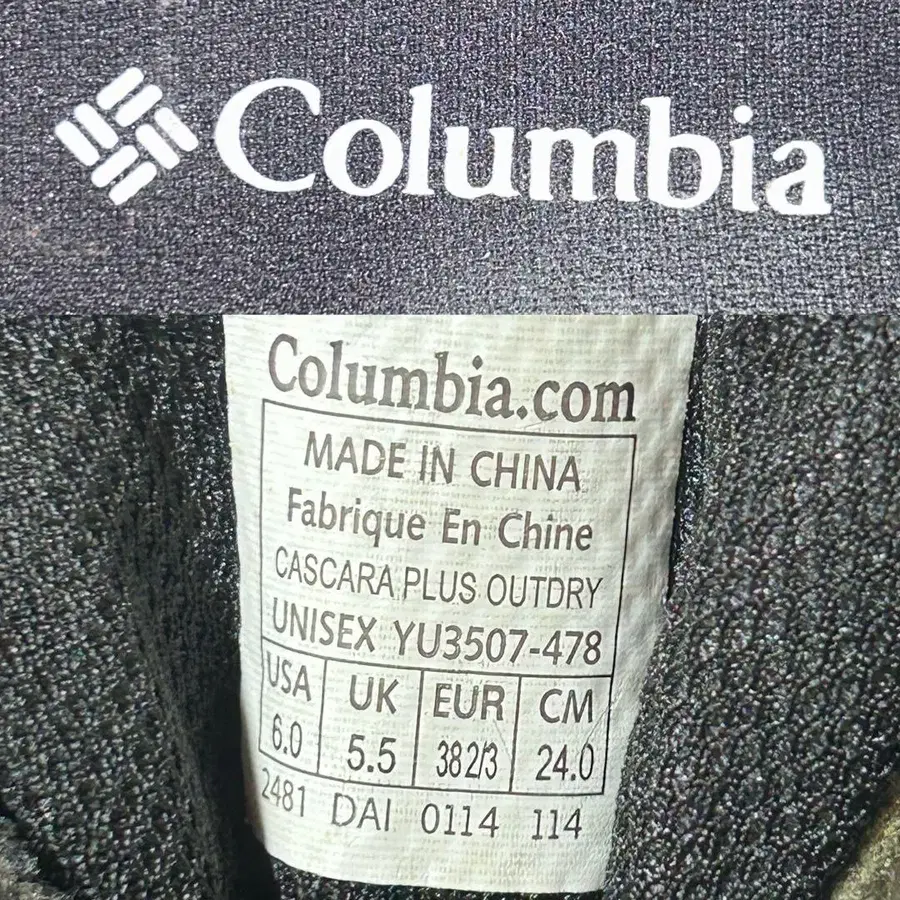 Columbia
Columbia.com
MADE IN CHINA
Fabrique En Chine
CASCARA PLUS OUTDRY
UNISEX YU3507-478
USA UK EUR CM
6.0 5.5 38 2/3 24.0
2481 DAI 0114 114